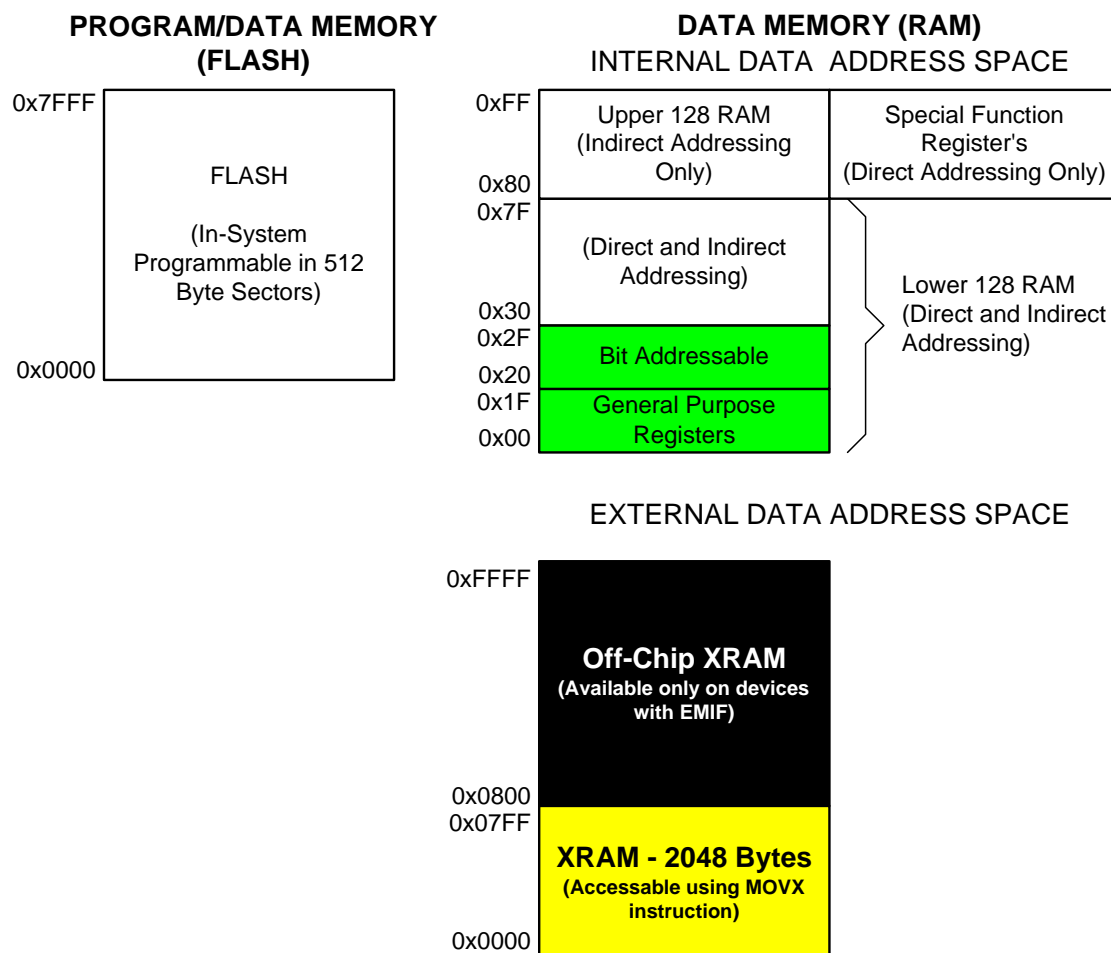 PROGRAM/DATA MEMORY
(FLASH)
0x7FFF
FLASH
(In-System
Programmable in 512
Byte Sectors)
0x0000
DATA MEMORY (RAM)
INTERNAL DATA ADDRESS SPACE
0xFF
Upper 128 RAM
(Indirect Addressing
Only)
0x80
Special Function
Register's
(Direct Addressing Only)
0x7F
(Direct and Indirect
Addressing)
0x30
Lower 128 RAM
(Direct and Indirect
Addressing)
0x2F
Bit Addressable
0x20
0x1F
General Purpose
Registers
0x00
EXTERNAL DATA ADDRESS SPACE
0xFFFF
Off-Chip XRAM
(Available only on devices
with EMIF)
0x0800
0x07FF
XRAM - 2048 Bytes
(Accessable using MOVX
instruction)
0x0000